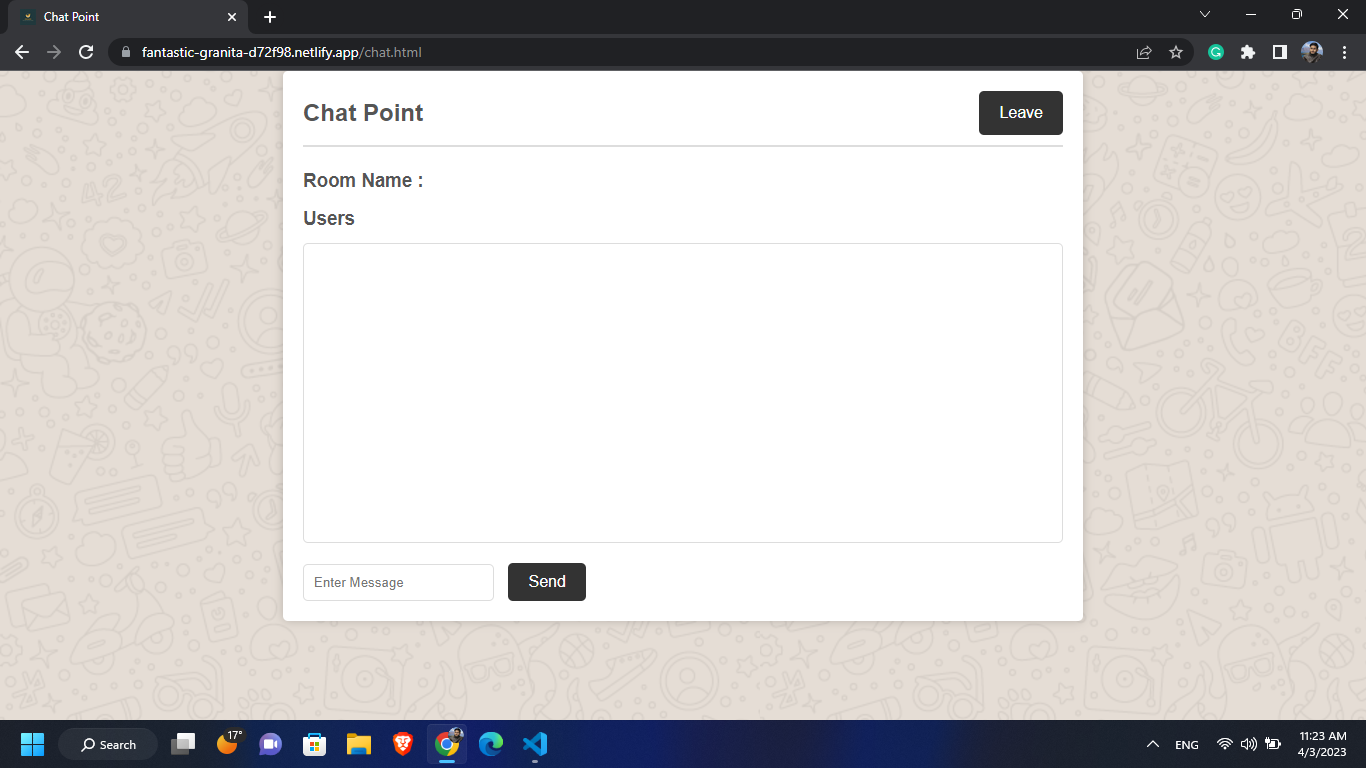 Chat Point
fantastic-granita-d72f98.netlify.app/chat.html
Chat Point
Leave
Room Name :
Users
Enter Message
Send
17°
Search
ENG
11:23 AM
4/3/2023